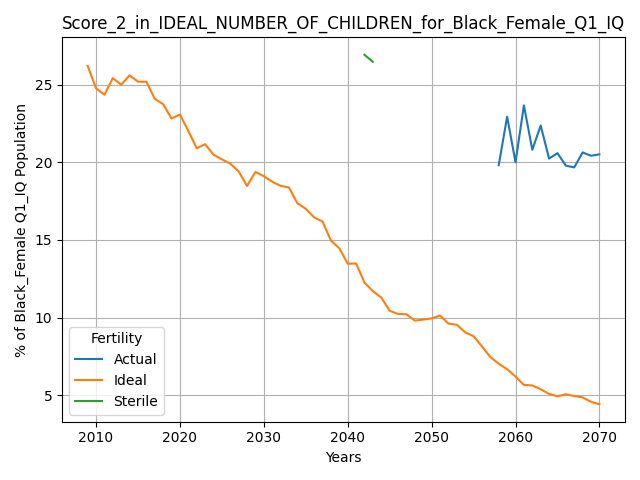 Score_2_in_IDEAL_NUMBER_OF_CHILDREN_for_Black_Female_Q1_IQ
% of Black_Female Q1_IQ Population
25
20
15
10
5
Fertility
Actual
Ideal
Sterile
2010 2020 2030 2040 2050 2060 2070
Years